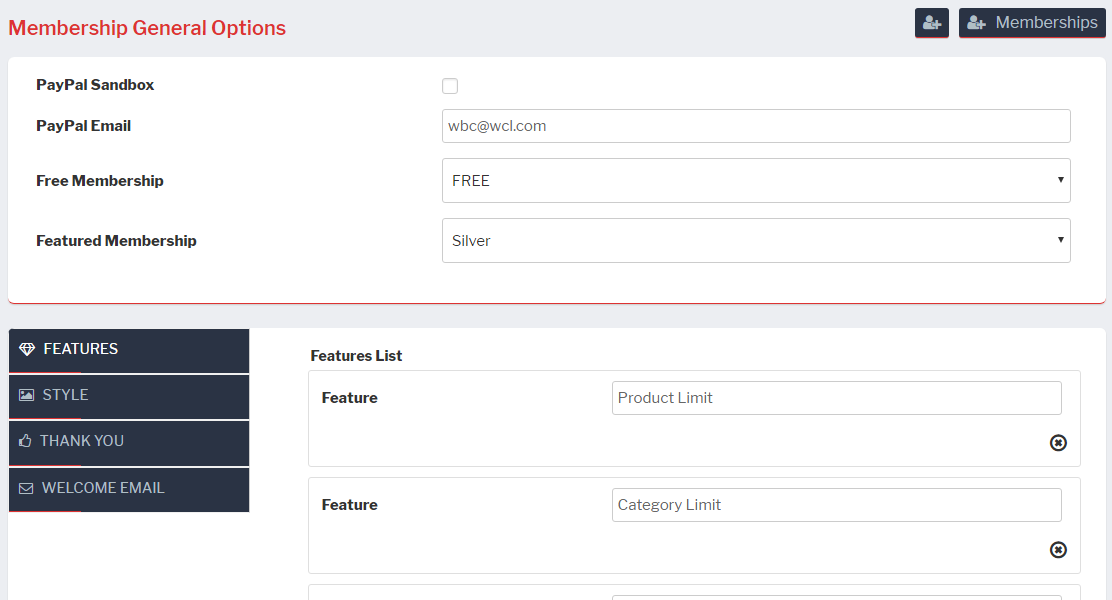 Membership General Options
Memberships
PayPal Sandbox
PayPal Email
wbc@wcl.com
Free Membership
FREE
Featured Membership
Silver
FEATURES
STYLE
THANK YOU
WELCOME EMAIL
Features List
Feature
Product Limit
Feature
Category Limit